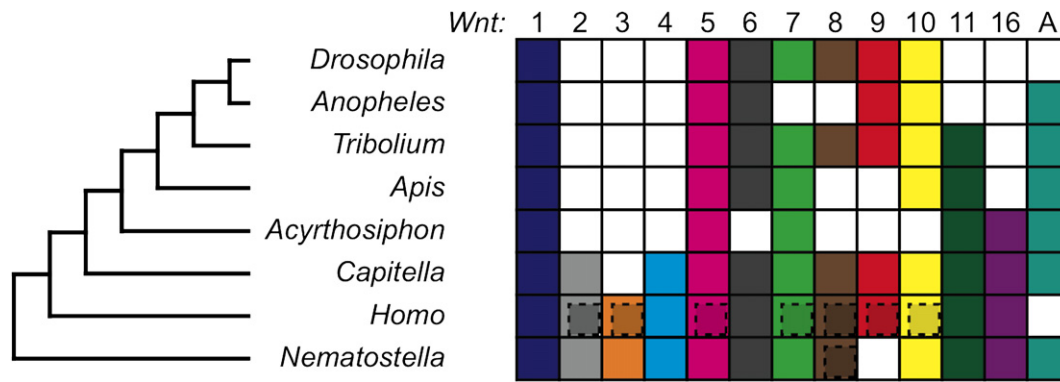 Wnt: 1 2 3 4 5 6 7 8 9 10 11 16 A
Drosophila
Anopheles
Tribolium
Apis
Acyrthosiphon
Capitella
Homo
Nematostella